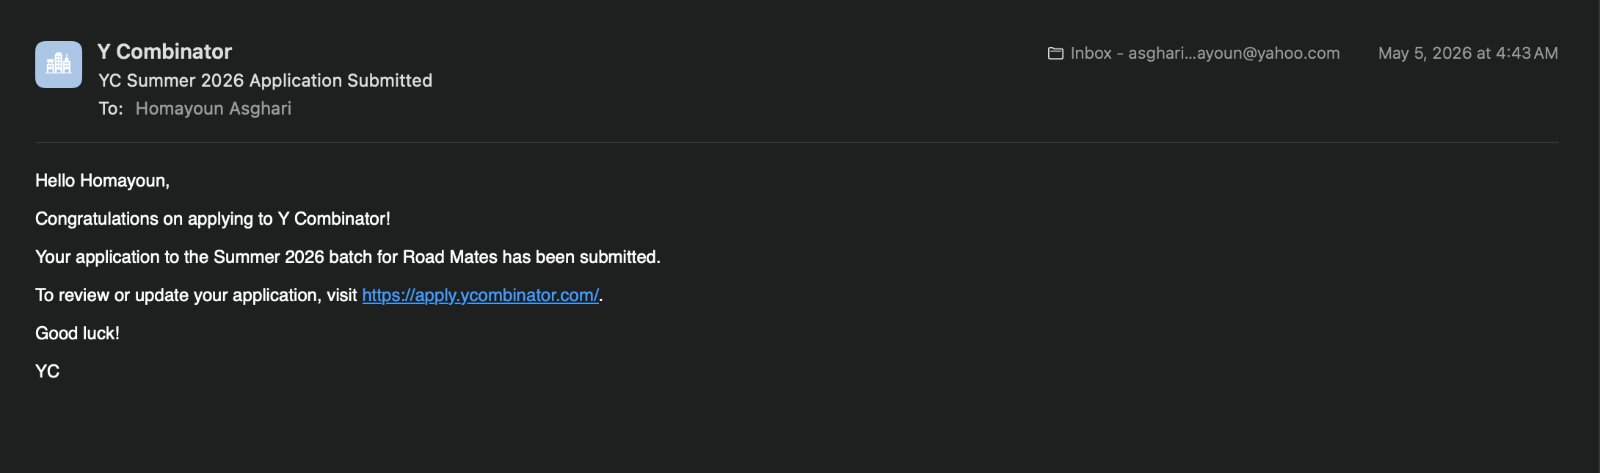 Y Combinator
Inbox - asghari...ayoun@yahoo.com
May 5, 2026 at 4:43 AM
YC Summer 2026 Application Submitted
To: Homayoun Asghari
Hello Homayoun,
Congratulations on applying to Y Combinator!
Your application to the Summer 2026 batch for Road Mates has been submitted.
To review or update your application, visit https://apply.ycombinator.com/.
Good luck!
YC